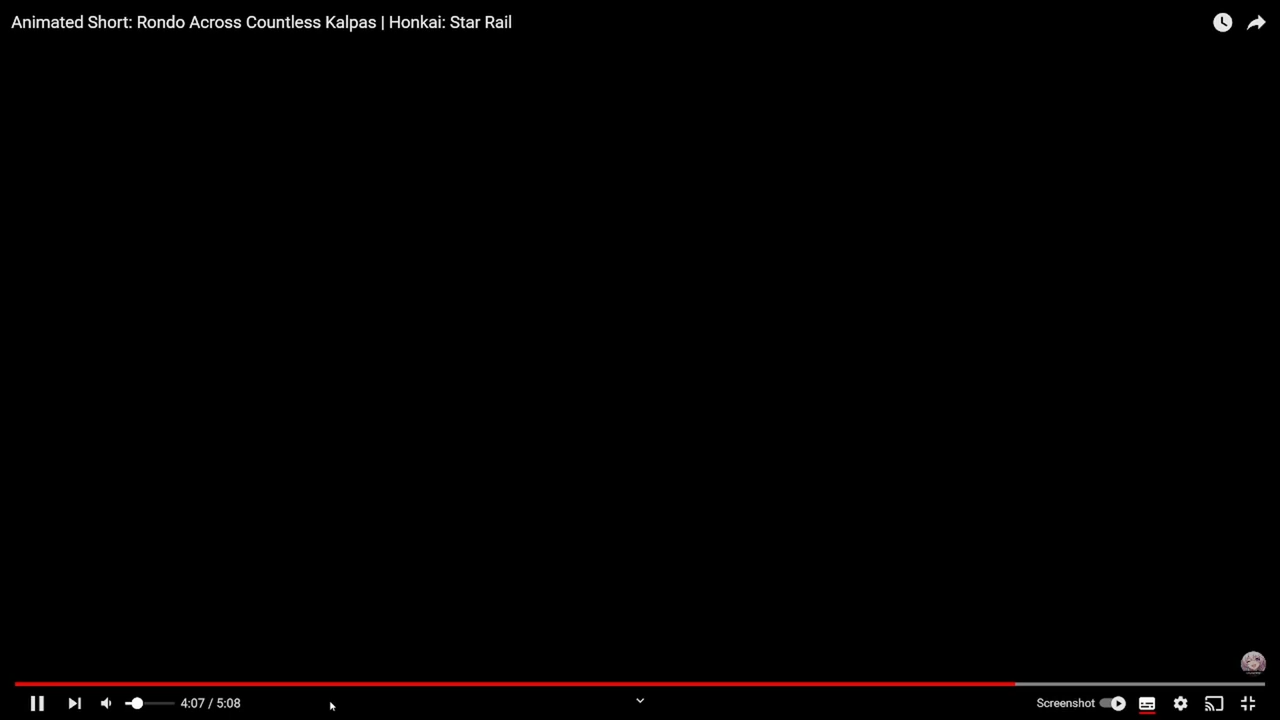 Animated Short: Rondo Across Countless Kalpas | Honkai: Star Rail
4:07 / 5:08
Screenshot